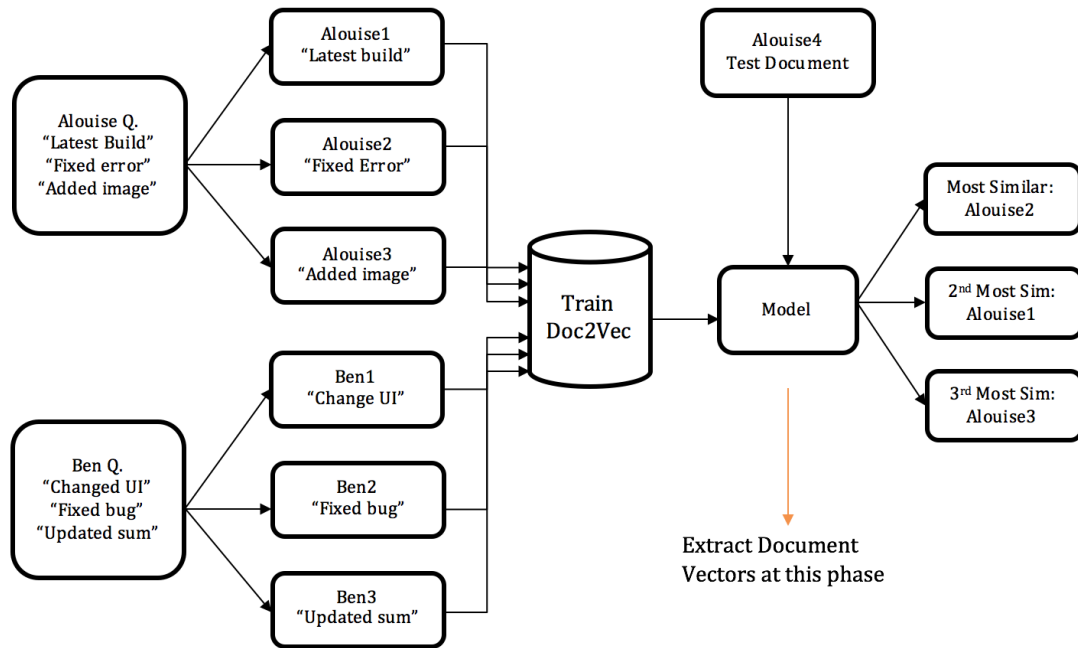 Alouise Q.
“Latest Build”
“Fixed error”
“Added image”
Alouise1
“Latest build”
Alouise2
“Fixed Error”
Alouise3
“Added image”
Ben Q.
“Changed UI”
“Fixed bug”
“Updated sum”
Ben1
“Change UI”
Ben2
“Fixed bug”
Ben3
“Updated sum”
Train
Doc2Vec
Alouise4
Test Document
Model
Extract Document
Vectors at this phase
Most Similar:
Alouise2
2nd Most Sim:
Alouise1
3rd Most Sim:
Alouise3